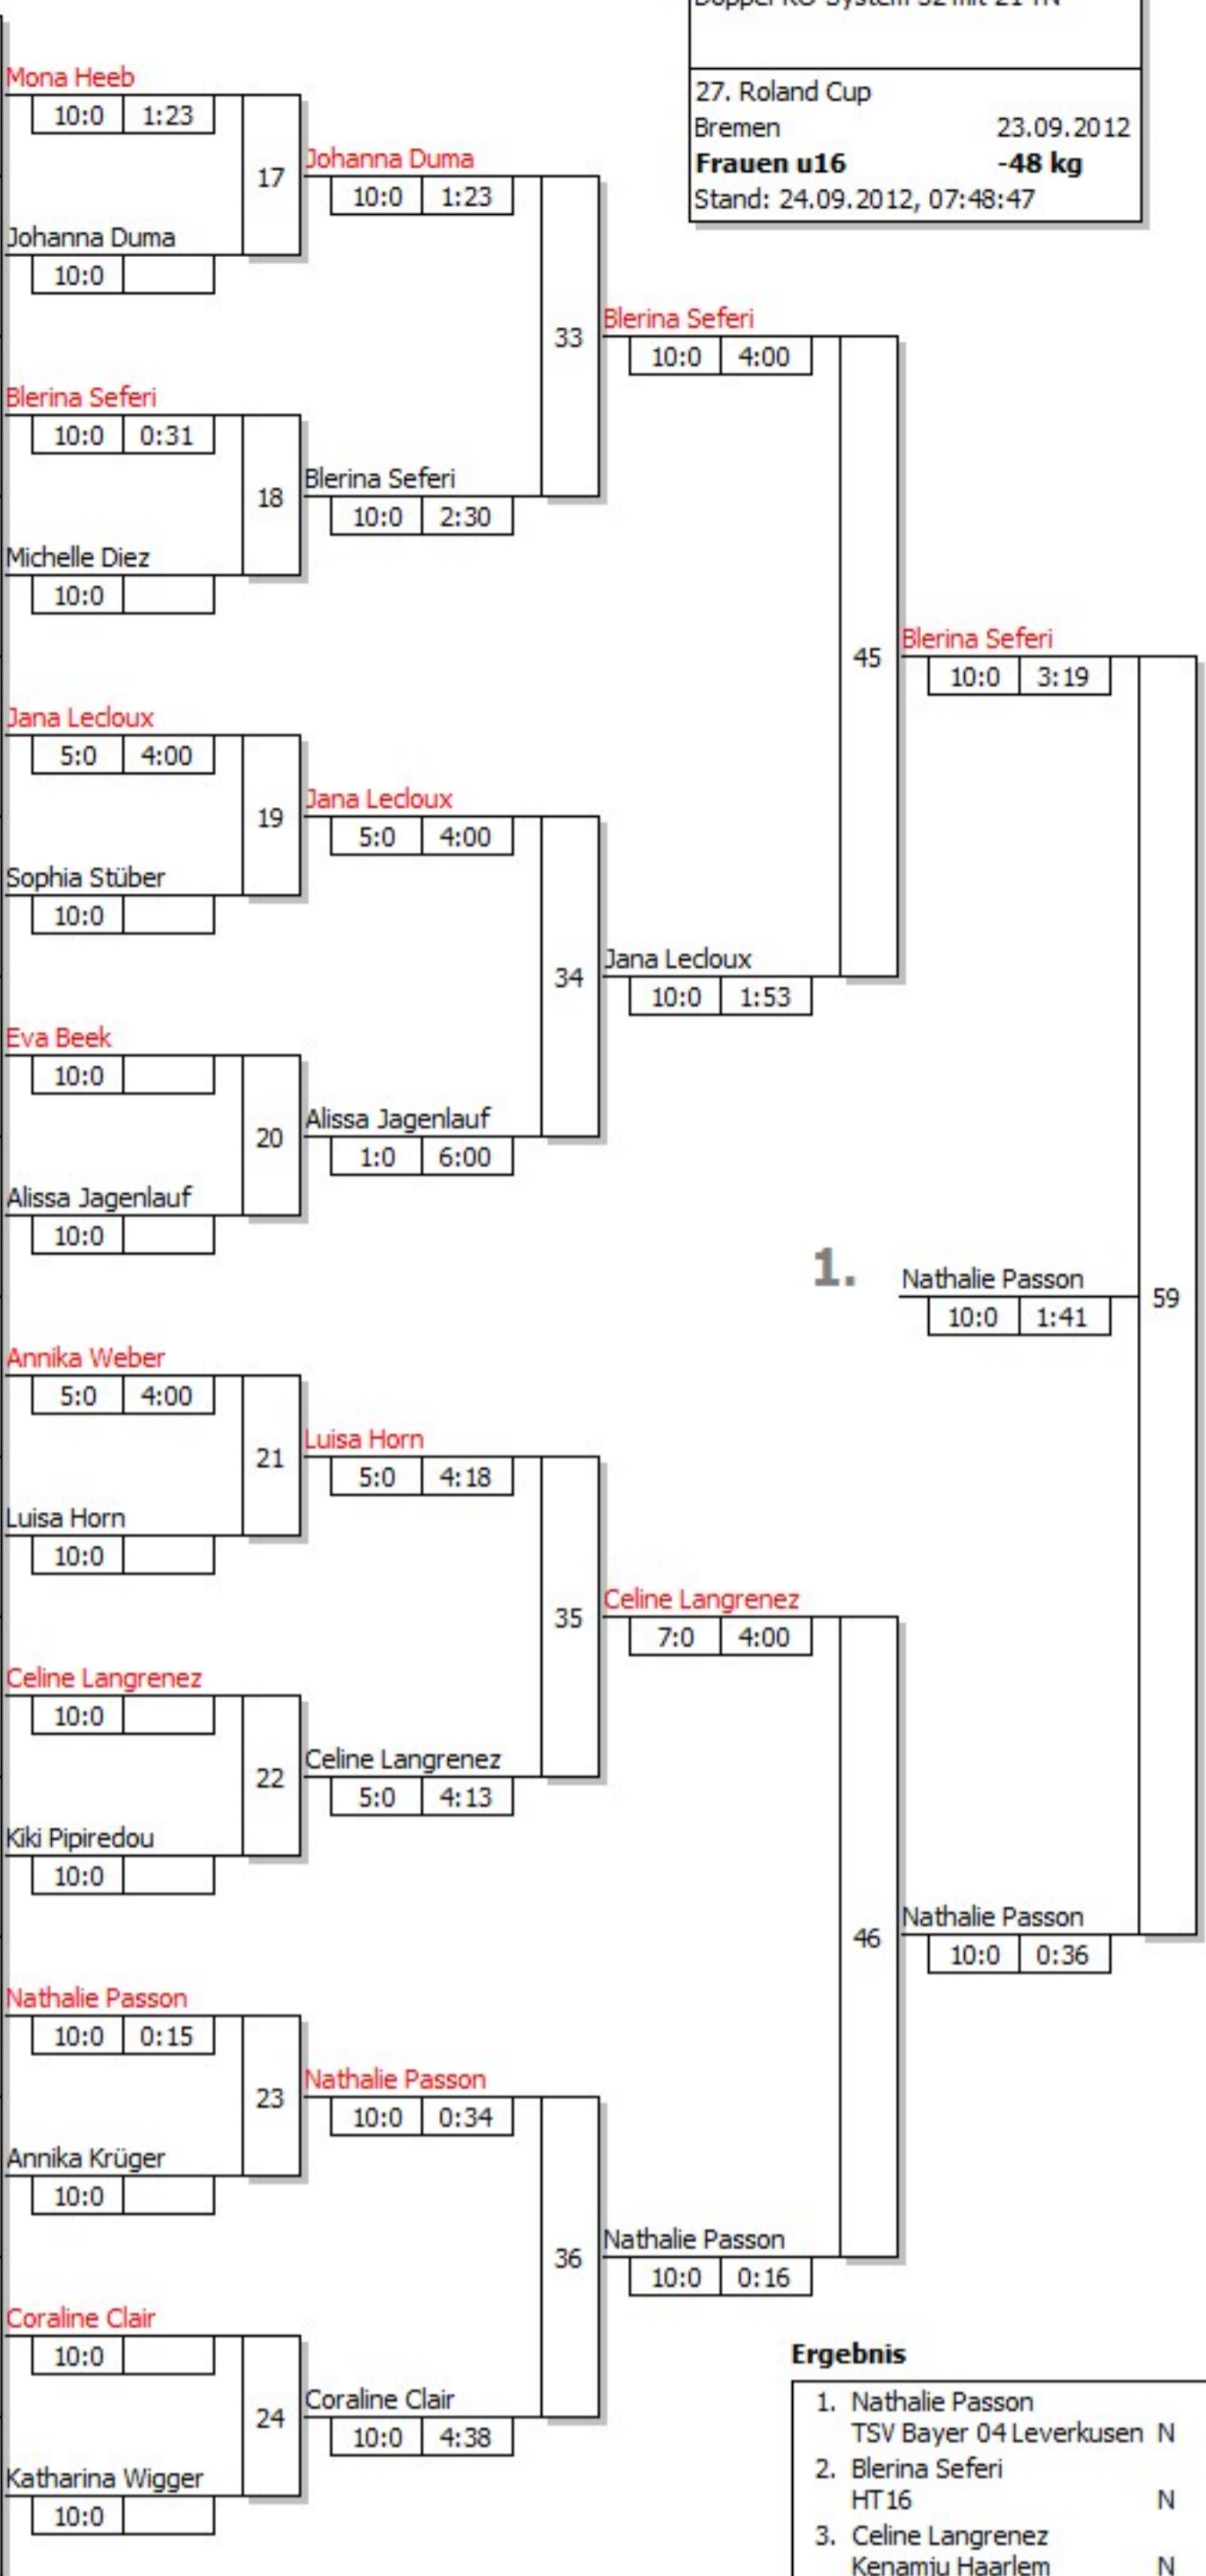 Doppel-KO-System 32 mit 21 TN
27. Roland Cup
Bremen 23.09.2012
Frauen u16 -48 kg
Stand: 24.09.2012, 07:48:47
Mona Heeb
10:0 1:23
17
Johanna Duma
10:0
Johanna Duma
10:0 1:23
33
Blerina Seferi
10:0 0:31
18
Michelle Diez
10:0
Blerina Seferi
10:0 2:30
Blerina Seferi
10:0 4:00
45
Jana Lecloux
5:0 4:00
19
Sophia Stüber
10:0
Jana Lecloux
5:0 4:00
34
Eva Beek
10:0
20
Alissa Jagenlauf
10:0
Alissa Jagenlauf
1:0 6:00
Jana Lecloux
10:0 1:53
Blerina Seferi
10:0 3:19
1.
Nathalie Passon
10:0 1:41
59
Annika Weber
5:0 4:00
21
Luisa Horn
10:0
Luisa Horn
5:0 4:18
35
Celine Langrenez
10:0
22
Kiki Pipiredou
10:0
Celine Langrenez
5:0 4:13
Celine Langrenez
7:0 4:00
46
Nathalie Passon
10:0 0:15
23
Annika Krüger
10:0
Nathalie Passon
10:0 0:34
36
Coraline Clair
10:0
24
Katharina Wigger
10:0
Coraline Clair
10:0 4:38
Nathalie Passon
10:0 0:16
Nathalie Passon
10:0 0:36
Ergebnis
1. Nathalie Passon
TSV Bayer 04 Leverkusen N
2. Blerina Seferi
HT16 N
3. Celine Langrenez
Kenamju Haarlem N